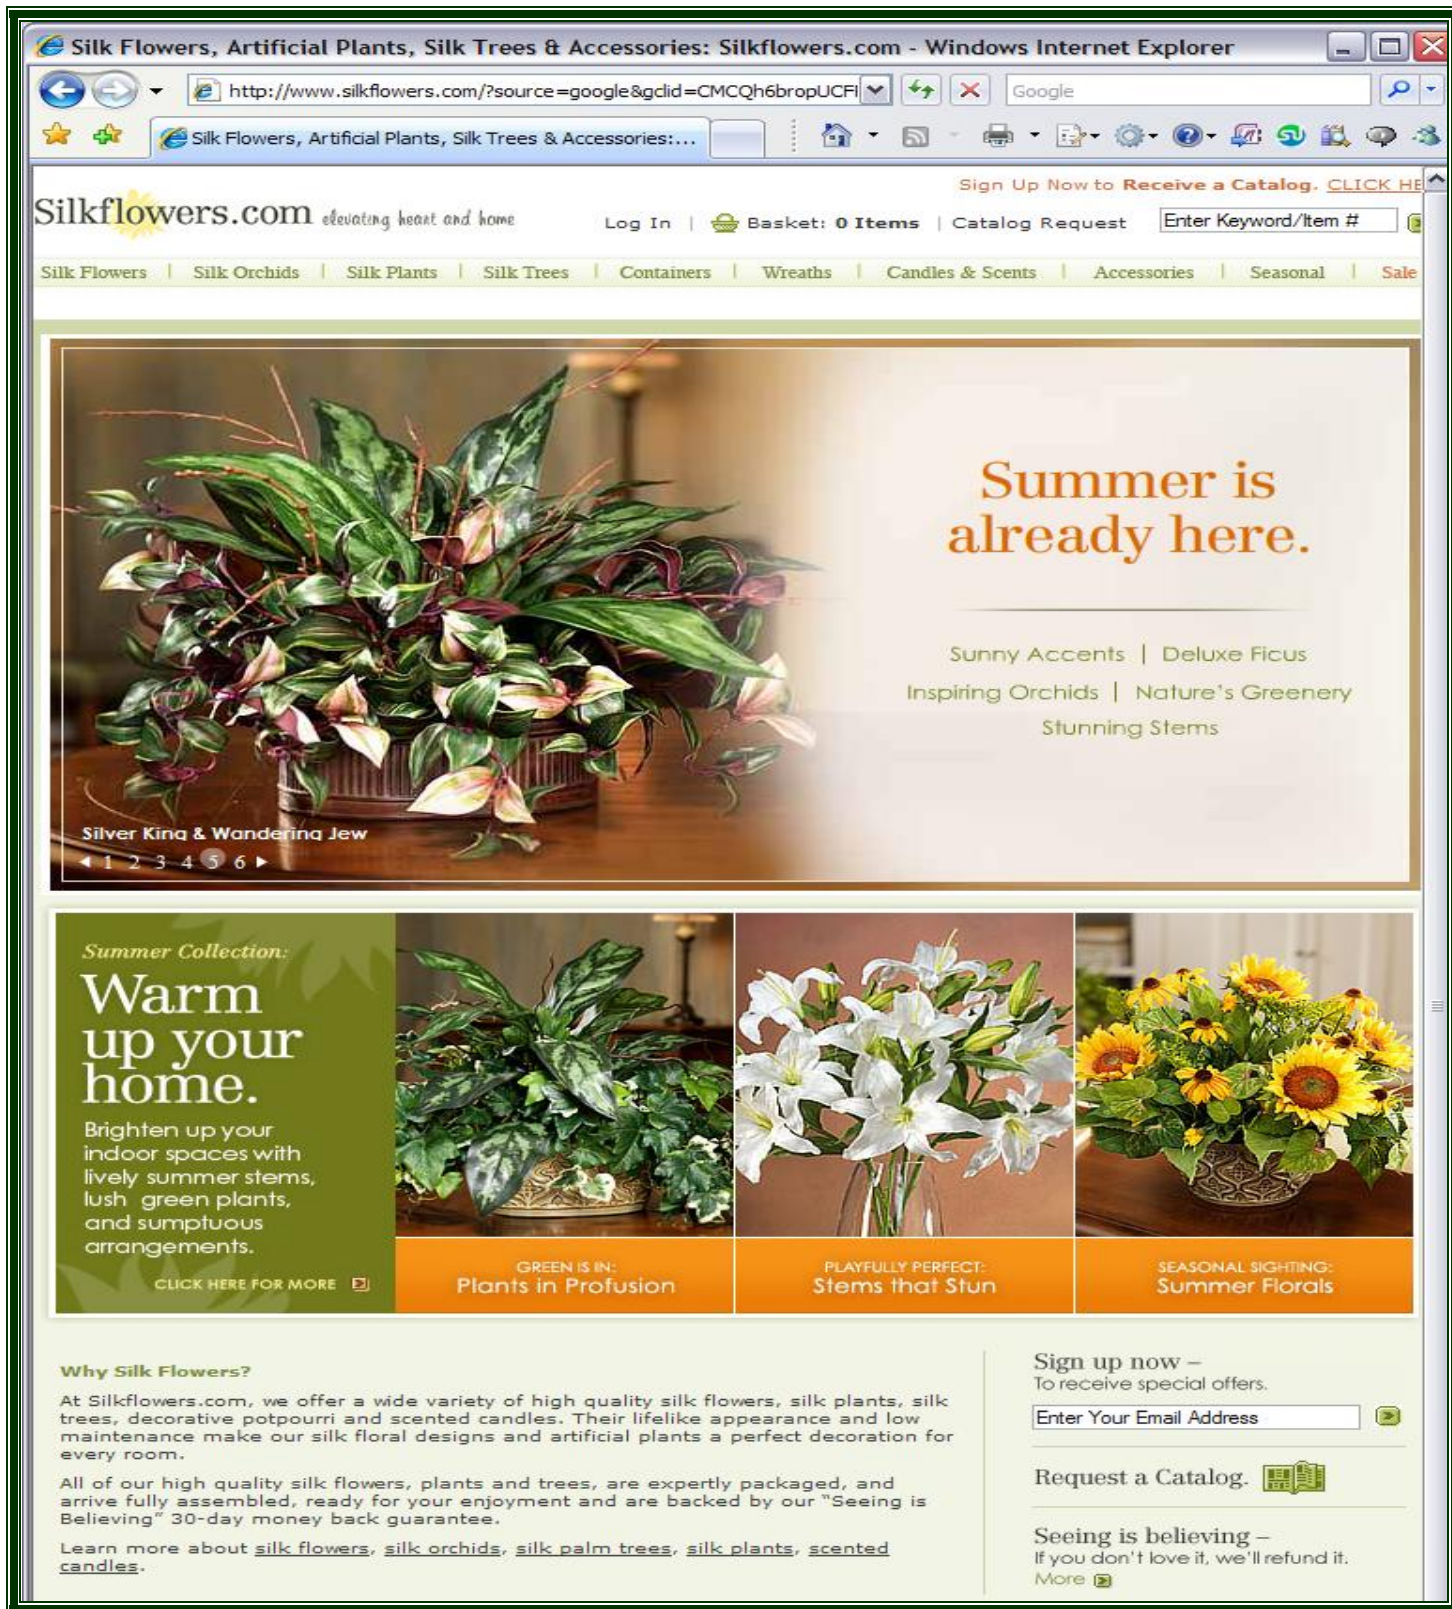 Silk Flowers, Artificial Plants, Silk Trees & Accessories: Silkflowers.com - Windows Internet Explorer
http://www.silkflowers.com/?source=google&gclid=CMCQh6bropUCFI
Google
Silk Flowers, Artificial Plants, Silk Trees & Accessories:...
Sign Up Now to Receive a Catalog. CLICK HE
Silkflowers.com elevating heart and home
Log In | Basket: 0 Items | Catalog Request Enter Keyword/Item #
Silk Flowers | Silk Orchids | Silk Plants | Silk Trees | Containers | Wreaths | Candles & Scents | Accessories | Seasonal | Sale
Summer is
already here.
Sunny Accents | Deluxe Ficus
Inspiring Orchids | Nature's Greenery
Stunning Stems
Silver King & Wandering Jew
1 2 3 4 5 6
Summer Collection:
Warm
up your
home.
Brighten up your
indoor spaces with
lively summer stems,
lush green plants,
and sumptuous
arrangements.
CLICK HERE FOR MORE
GREEN IS IN:
Plants in Profusion
PLAYFULLY PERFECT:
Stems that Stun
SEASONAL SIGHTING:
Summer Florals
Why Silk Flowers?
At Silkflowers.com, we offer a wide variety of high quality silk flowers, silk plants, silk
trees, decorative potpourri and scented candles. Their lifelike appearance and low
maintenance make our silk floral designs and artificial plants a perfect decoration for
every room.
All of our high quality silk flowers, plants and trees, are expertly packaged, and
arrive fully assembled, ready for your enjoyment and are backed by our "Seeing is
Believing" 30-day money back guarantee.
Learn more about silk flowers, silk orchids, silk palm trees, silk plants, scented
candles.
Sign up now –
To receive special offers.
Enter Your Email Address
Request a Catalog.
Seeing is believing –
If you don't love it, we'll refund it.
More